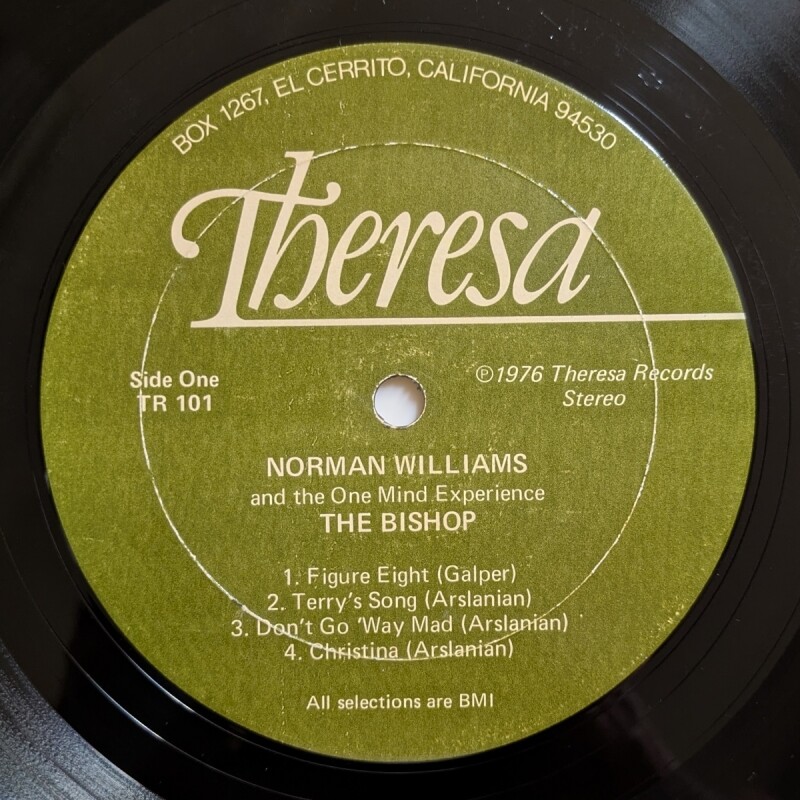 BOX 1267, EL CERRITO, CALIFORNIA 94530
Theresa
Side One
TR 101
℗1976 Theresa Records
Stereo
NORMAN WILLIAMS
and the One Mind Experience
THE BISHOP
1. Figure Eight (Galper)
2. Terry's Song (Arslanian)
3. Don't Go 'Way Mad (Arslanian)
4. Christina (Arslanian)
All selections are BMI